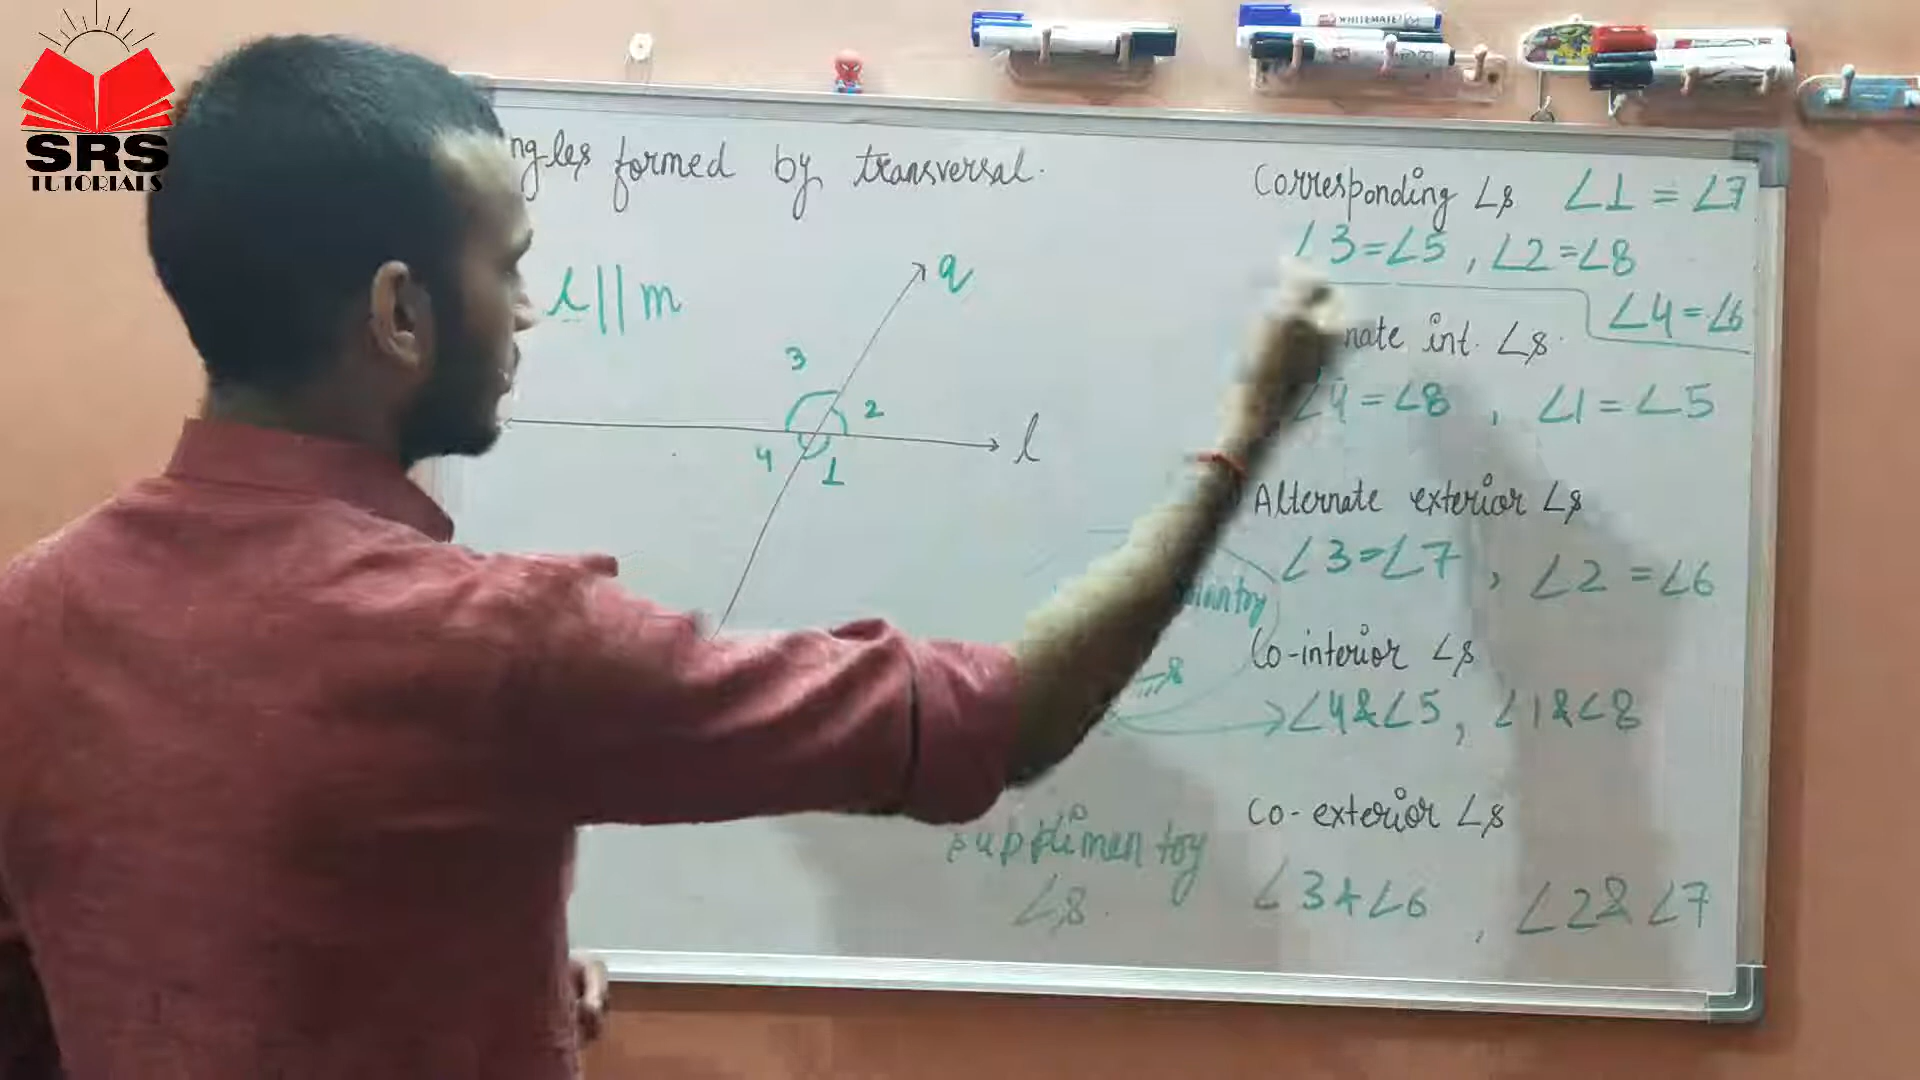 SRS
TUTORIALS
ngles formed by transversal.
l||m
q
3
2
4
1
l
Corresponding ∠s ∠1 = ∠7
∠3=∠5, ∠2=∠8
∠4=∠6
nate int. ∠s.
∠4=∠8, ∠1=∠5
Alternate exterior ∠s
∠3=∠7, ∠2=∠6
Co-interior ∠s
∠4&∠5, ∠1&∠8
Co-exterior ∠s
∠3&∠6, ∠2&∠7
supplimentoy
∠s.
WHITEMATE